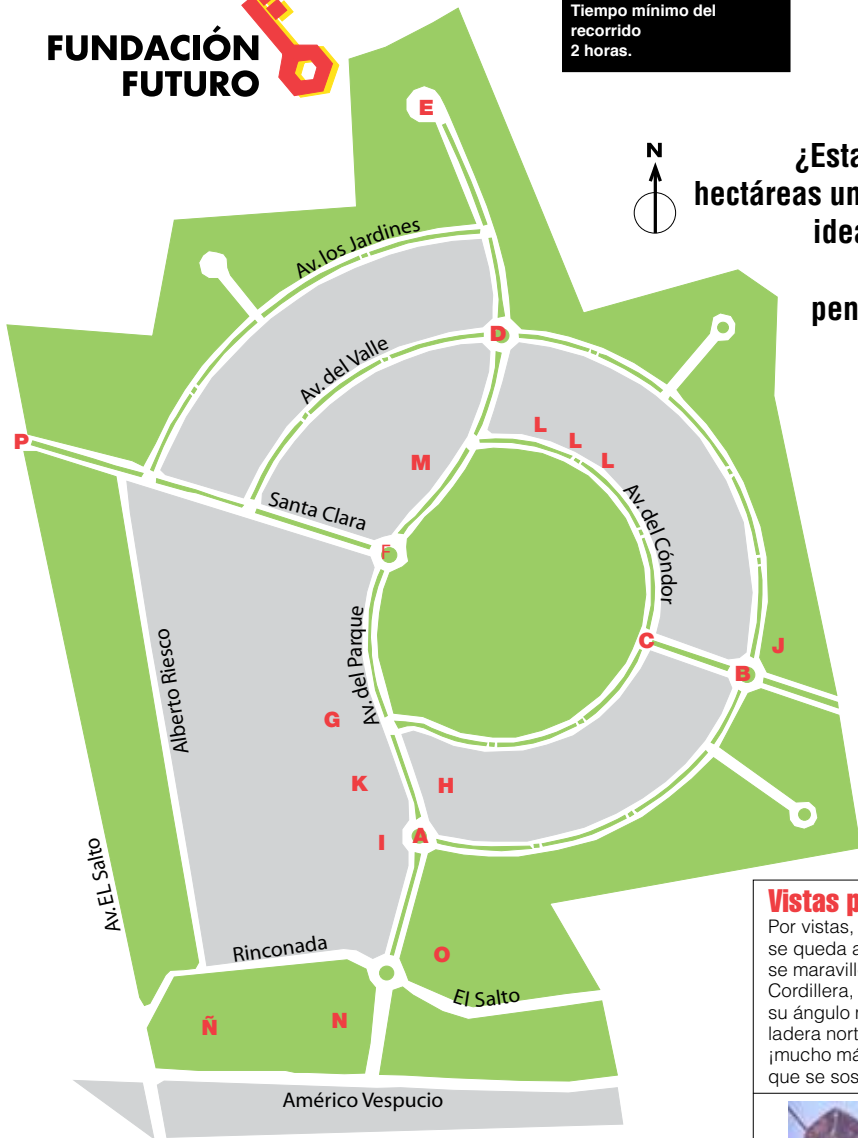 FUNDACIÓN
FUTURO
Tiempo mínimo del
recorrido
2 horas.
N
¿Esta
hectáreas un
idea
pen
E
Av. los Jardines
D
Av. del Valle
P
L
L
L
M
Av. del Cóndor
Santa Clara
F
Av. del Parque
C
J
B
Alberto Riesco
G
K
H
I
A
Av. EL Salto
Rinconada
O
El Salto
Ñ
N
Américo Vespucio
Vistas p
Por vistas,
se queda a
se maravill
Cordillera,
su ángulo
ladera nort
¡mucho má
que se sos